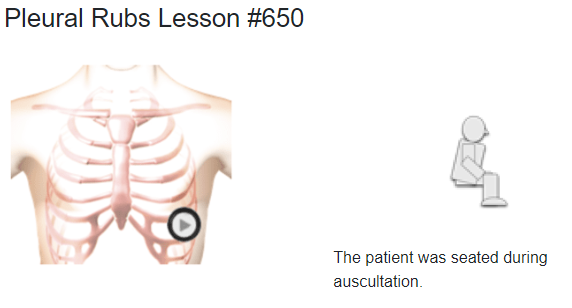 Pleural Rubs Lesson #650
The patient was seated during
auscultation.